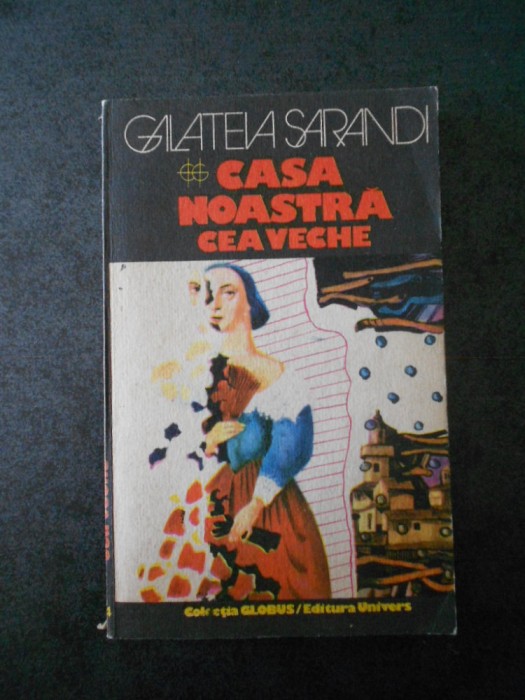 GALATEIA SARANDI
CASA
NOASTRĂ
CEA VECHE
Colecția GLOBUS/Editura Univers